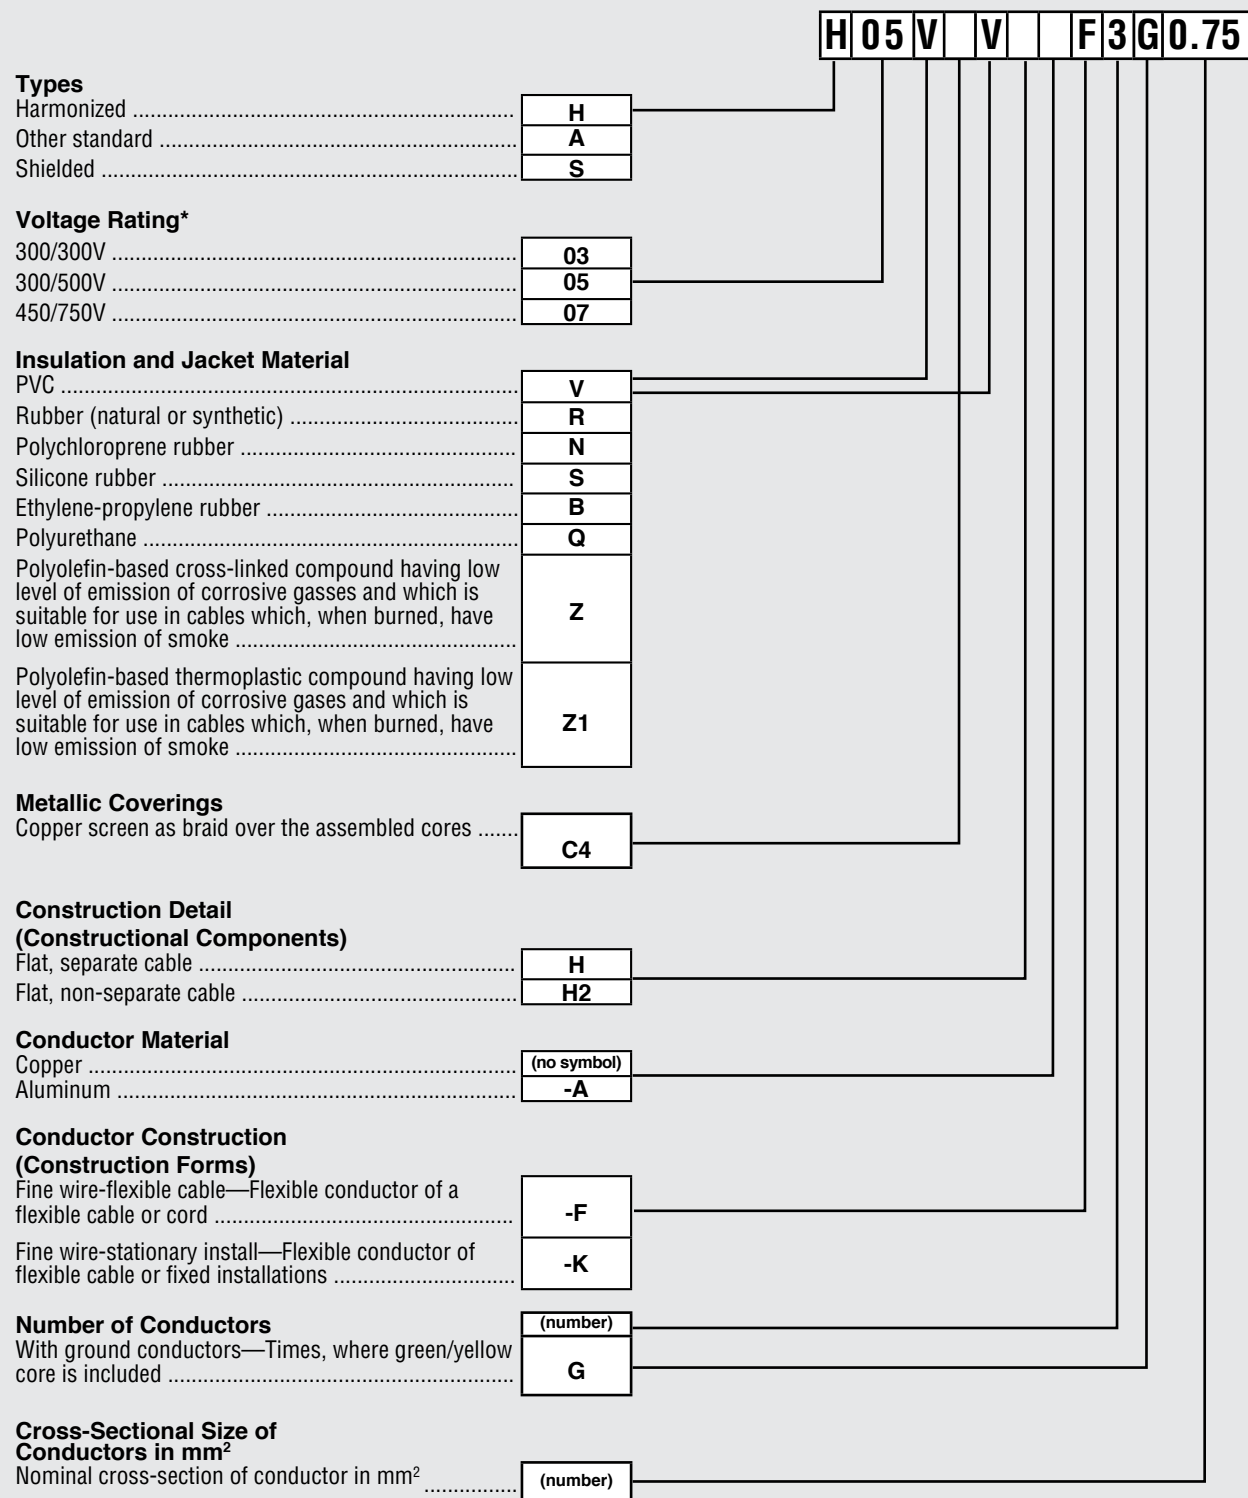 H 05 V V F 3 G 0.75
Types
Harmonized ................................................................. H
Other standard ............................................................. A
Shielded ....................................................................... S
Voltage Rating*
300/300V ..................................................................... 03
300/500V ..................................................................... 05
450/750V ..................................................................... 07
Insulation and Jacket Material
PVC .............................................................................. V
Rubber (natural or synthetic) ....................................... R
Polychloroprene rubber ............................................... N
Silicone rubber ............................................................ S
Ethylene-propylene rubber ........................................... B
Polyurethane ................................................................ Q
Polyolefin-based cross-linked compound having low
level of emission of corrosive gasses and which is
suitable for use in cables which, when burned, have
low emission of smoke ................................................ Z
Polyolefin-based thermoplastic compound having low
level of emission of corrosive gases and which is
suitable for use in cables which, when burned, have
low emission of smoke ................................................ Z1
Metallic Coverings
Copper screen as braid over the assembled cores ....... C4
Construction Detail
(Constructional Components)
Flat, separate cable ...................................................... H
Flat, non-separate cable ............................................... H2
Conductor Material
Copper ......................................................................... (no symbol)
Aluminum .................................................................... -A
Conductor Construction
(Construction Forms)
Fine wire-flexible cable—Flexible conductor of a
flexible cable or cord ................................................... -F
Fine wire-stationary install—Flexible conductor of
flexible cable or fixed installations ............................... -K
Number of Conductors (number)
With ground conductors—Times, where green/yellow
core is included ........................................................... G
Cross-Sectional Size of
Conductors in mm²
Nominal cross-section of conductor in mm² ................ (number)